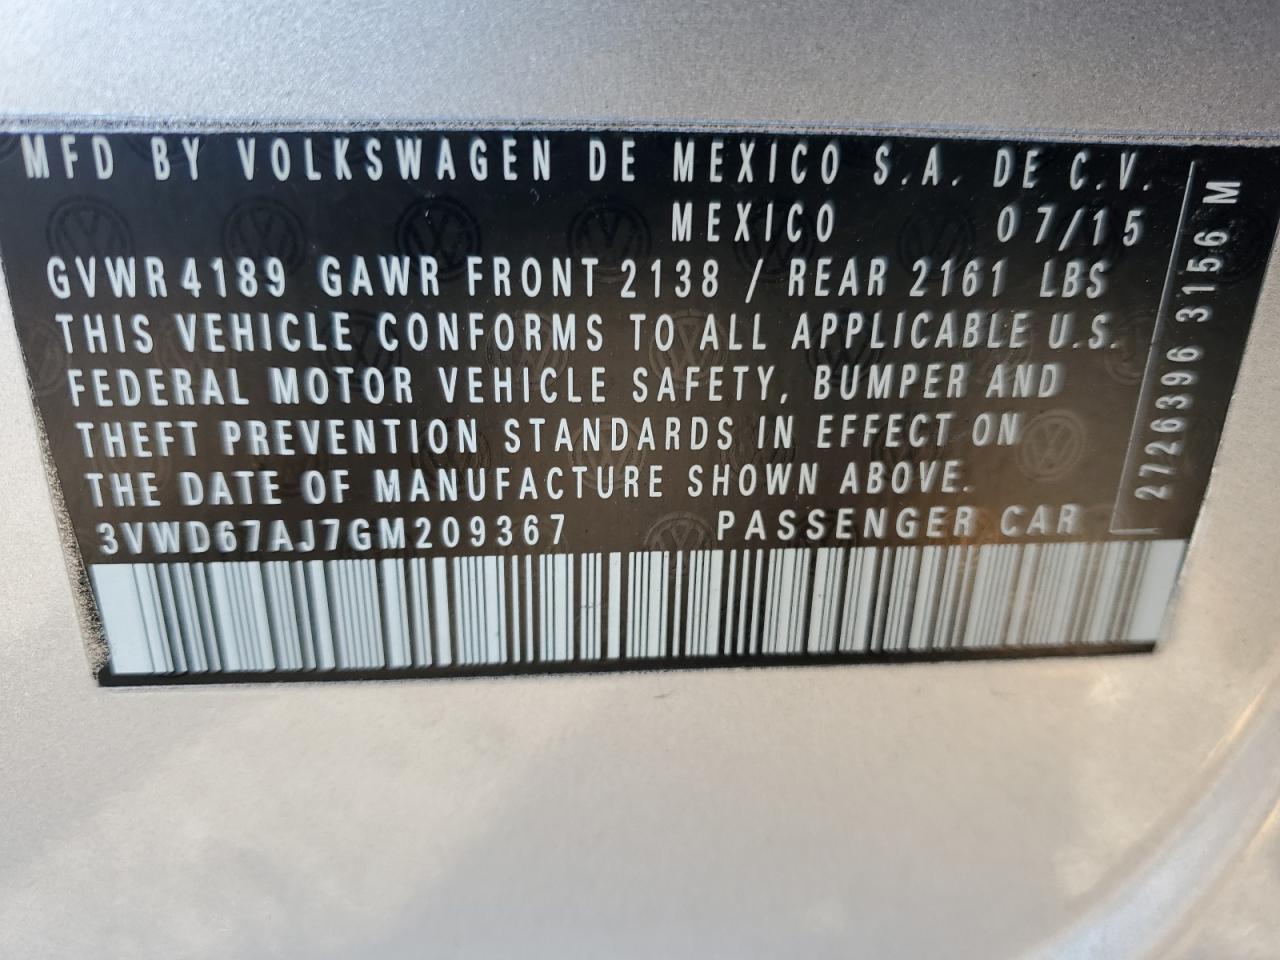 MFD BY VOLKSWAGEN DE MEXICO S.A. DE C.V.
MEXICO 07/15
GVWR 4189 GAWR FRONT 2138 / REAR 2161 LBS
THIS VEHICLE CONFORMS TO ALL APPLICABLE U.S.
FEDERAL MOTOR VEHICLE SAFETY, BUMPER AND
THEFT PREVENTION STANDARDS IN EFFECT ON
THE DATE OF MANUFACTURE SHOWN ABOVE.
3VWD67AJ7GM209367 PASSENGER CAR
2726396 3156 M